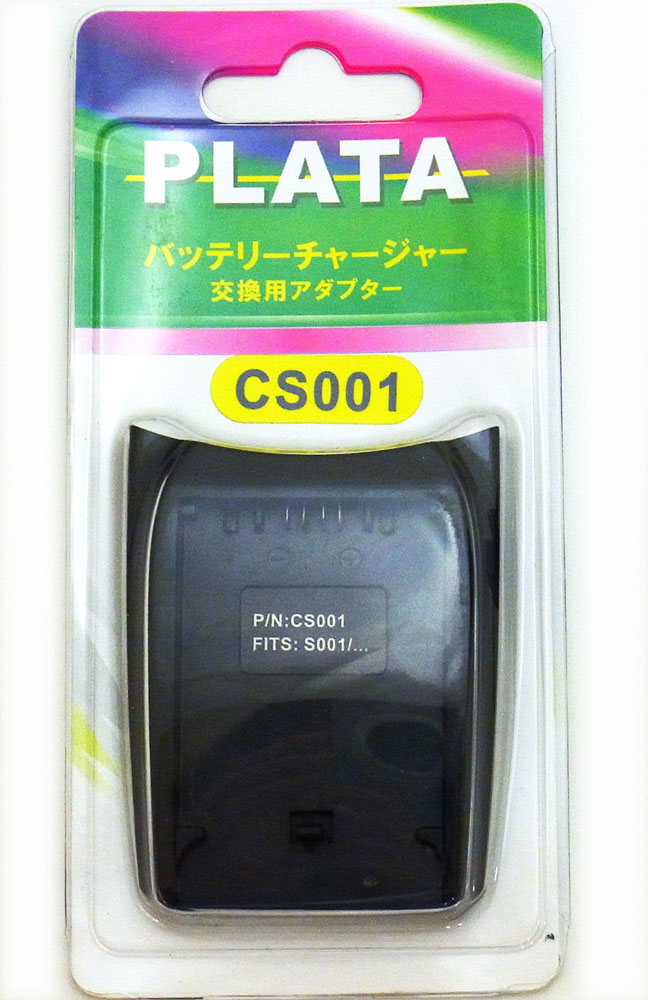 PLATA
バッテリーチャージャー
交換用アダプター
CS001
P/N:CS001
FITS: S001/...